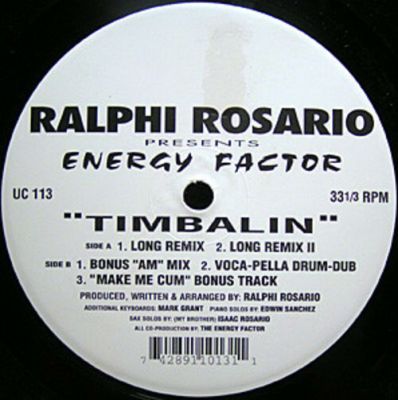 RALPHI ROSARIO
PRESENTS
ENERGY FACTOR
UC 113
33 1/3 RPM
"TIMBALIN"
SIDE A 1. LONG REMIX 2. LONG REMIX II
SIDE B 1. BONUS "AM" MIX 2. VOCA-PELLA DRUM-DUB
3. "MAKE ME CUM" BONUS TRACK
PRODUCED, WRITTEN & ARRANGED BY: RALPHI ROSARIO
ADDITIONAL KEYBOARDS: MARK GRANT PIANO SOLOS BY: EDWIN SANCHEZ
SAX SOLOS BY: (MY BROTHER) ISAAC ROSARIO
ALL CO-PRODUCTION BY: THE ENERGY FACTOR
7 4289110131 1